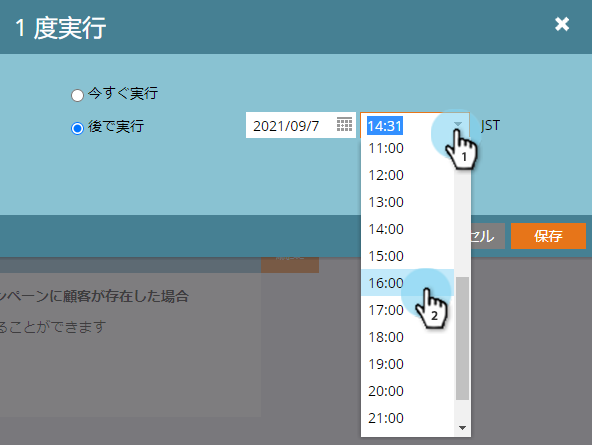 1 度実行
今すぐ実行
後で実行
2021/09/7
14:31
JST
11:00
12:00
13:00
14:00
15:00
16:00
17:00
18:00
19:00
20:00
21:00
1
2
セル
保存
ンペーンに顧客が存在した場合
ることができます